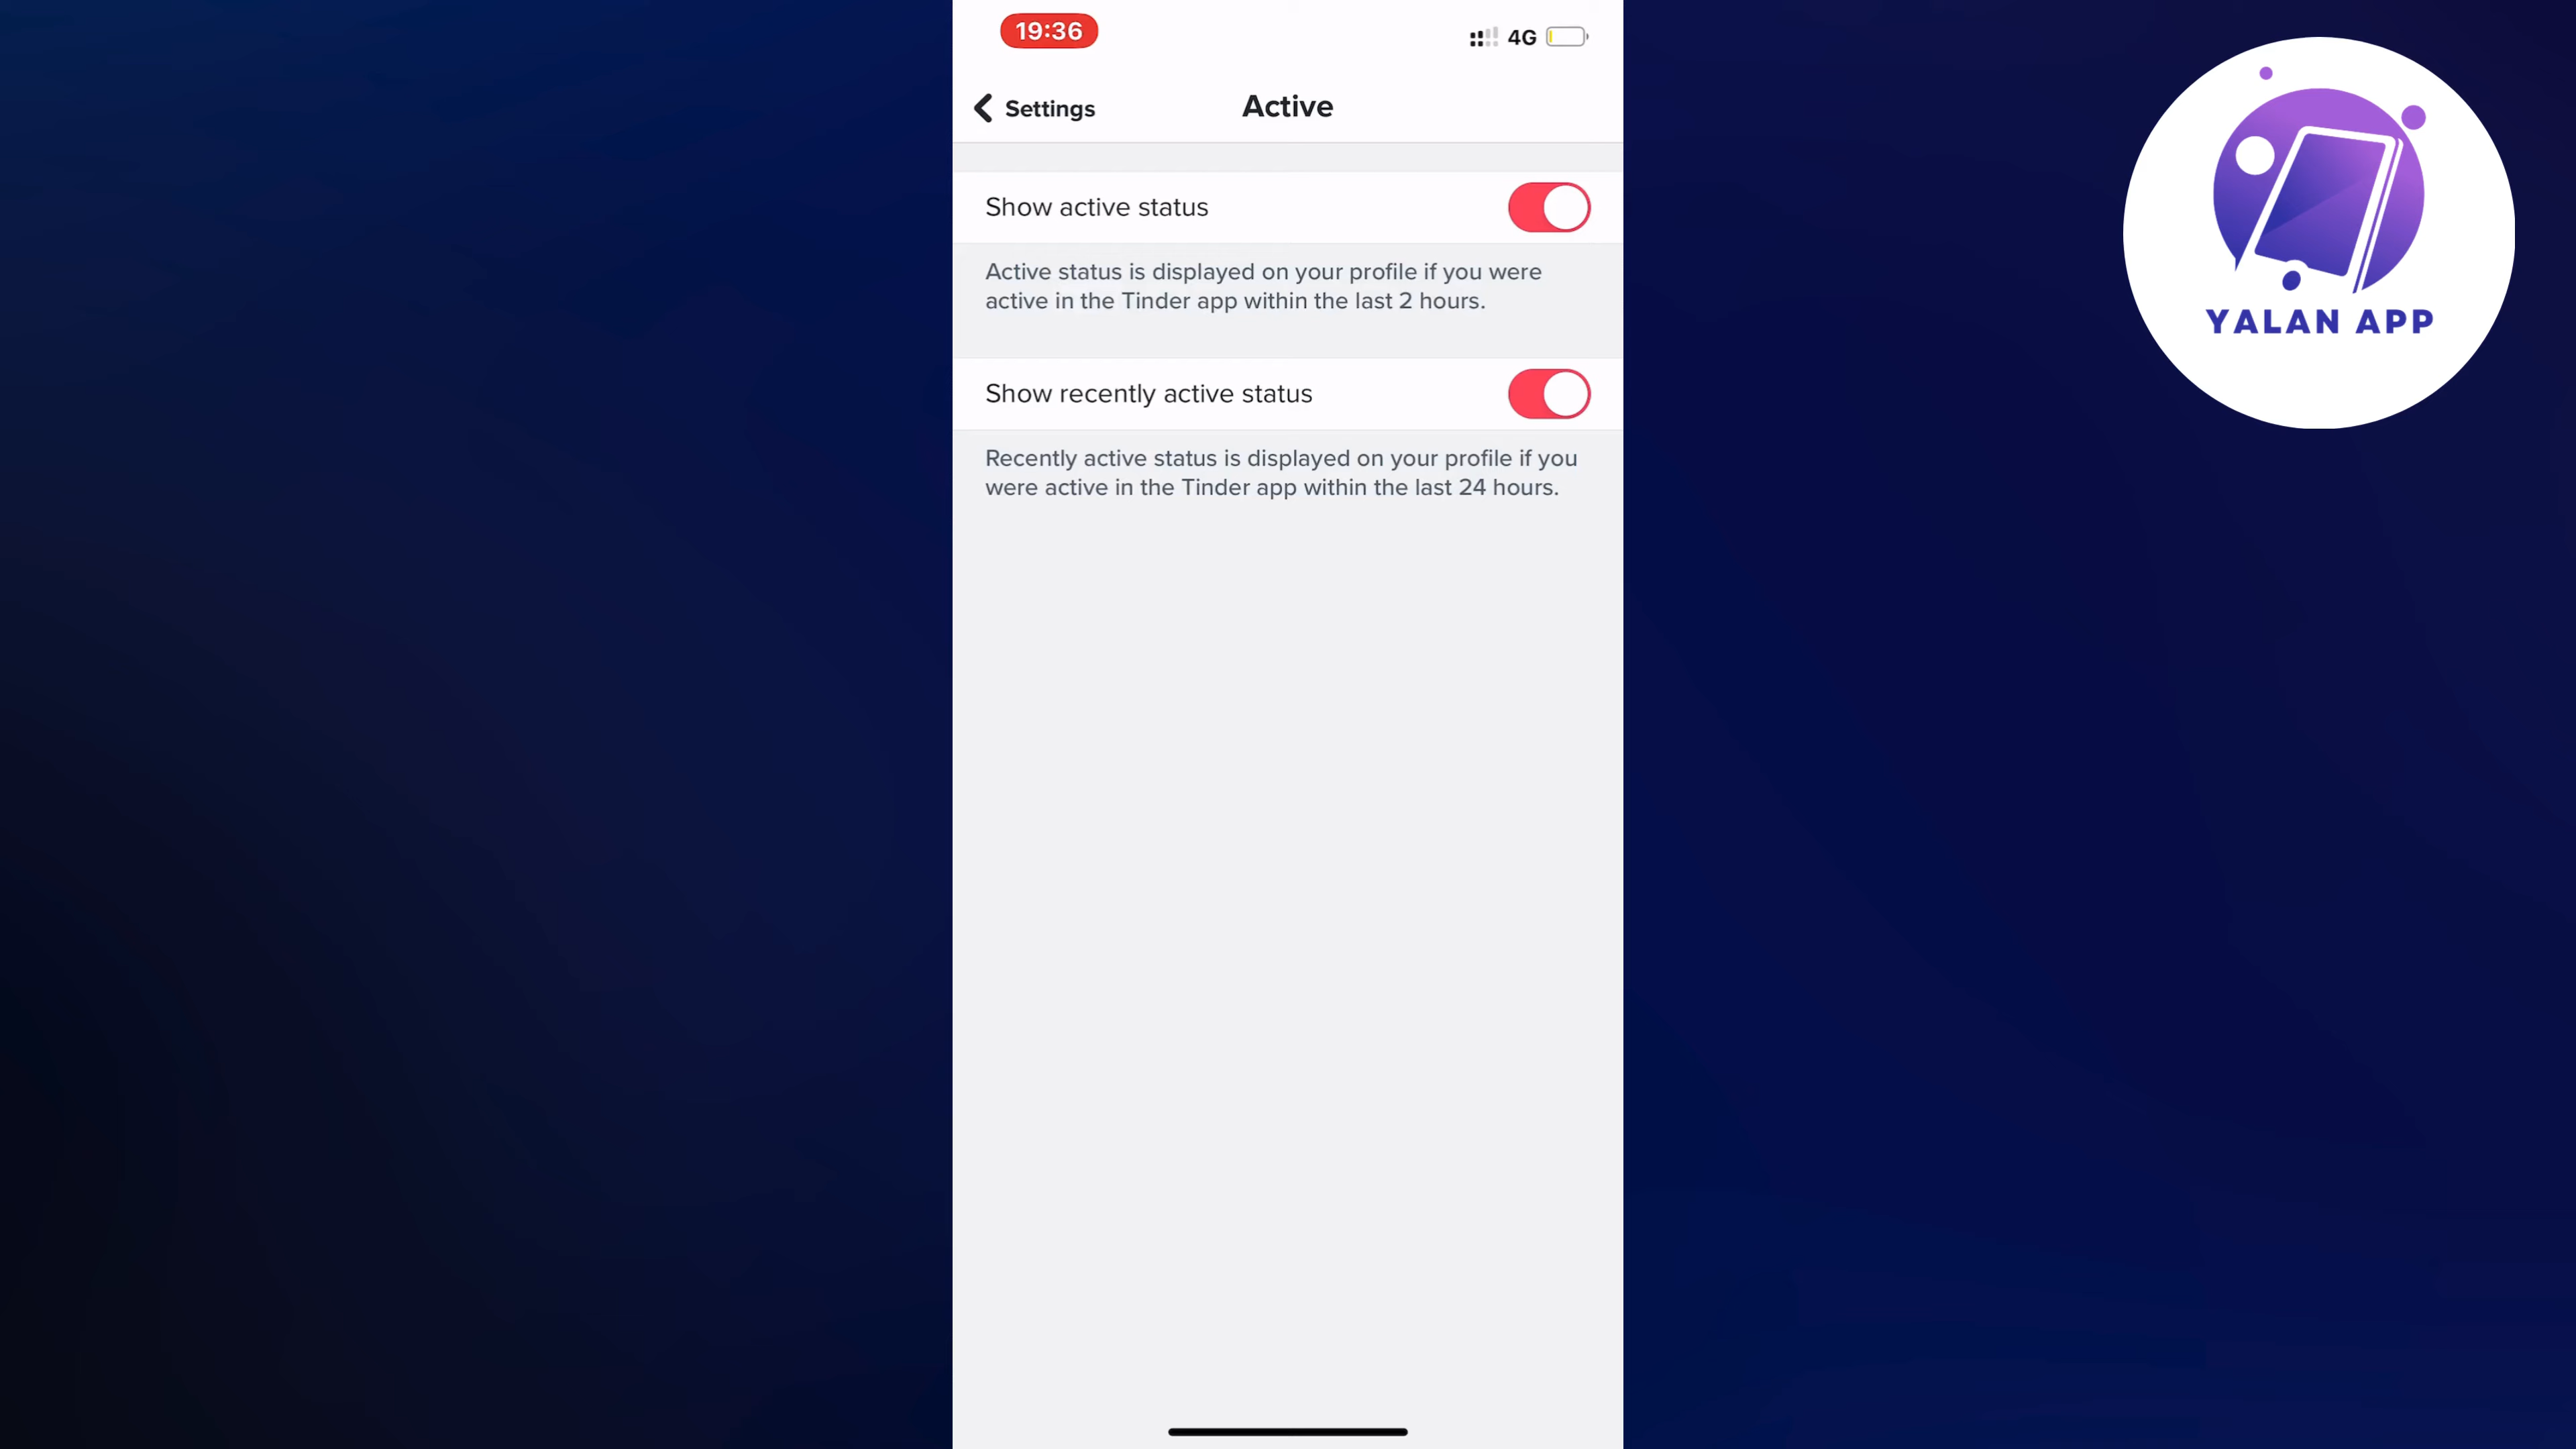 19:36
4G
Settings
Active
Show active status
Active status is displayed on your profile if you were
active in the Tinder app within the last 2 hours.
Show recently active status
Recently active status is displayed on your profile if you
were active in the Tinder app within the last 24 hours.
YALAN APP